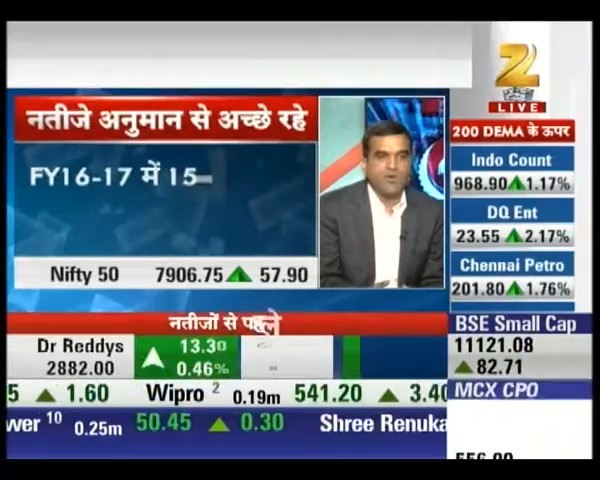 Z
LIVE
नतीजे अनुमान से अच्छे रहे
FY16-17 में 15
Nifty 50 7906.75 57.90
200 DEMA के ऊपर
Indo Count
968.90 1.17%
DQ Ent
23.55 2.17%
Chennai Petro
201.80 1.76%
नतीजों से पहले
Dr Reddys 13.30
2882.00 0.46%
BSE Small Cap
11121.08
82.71
MCX CPO
5 1.60 Wipro 2 0.19m 541.20 3.40
wer 10 0.25m 50.45 0.30 Shree Renuka